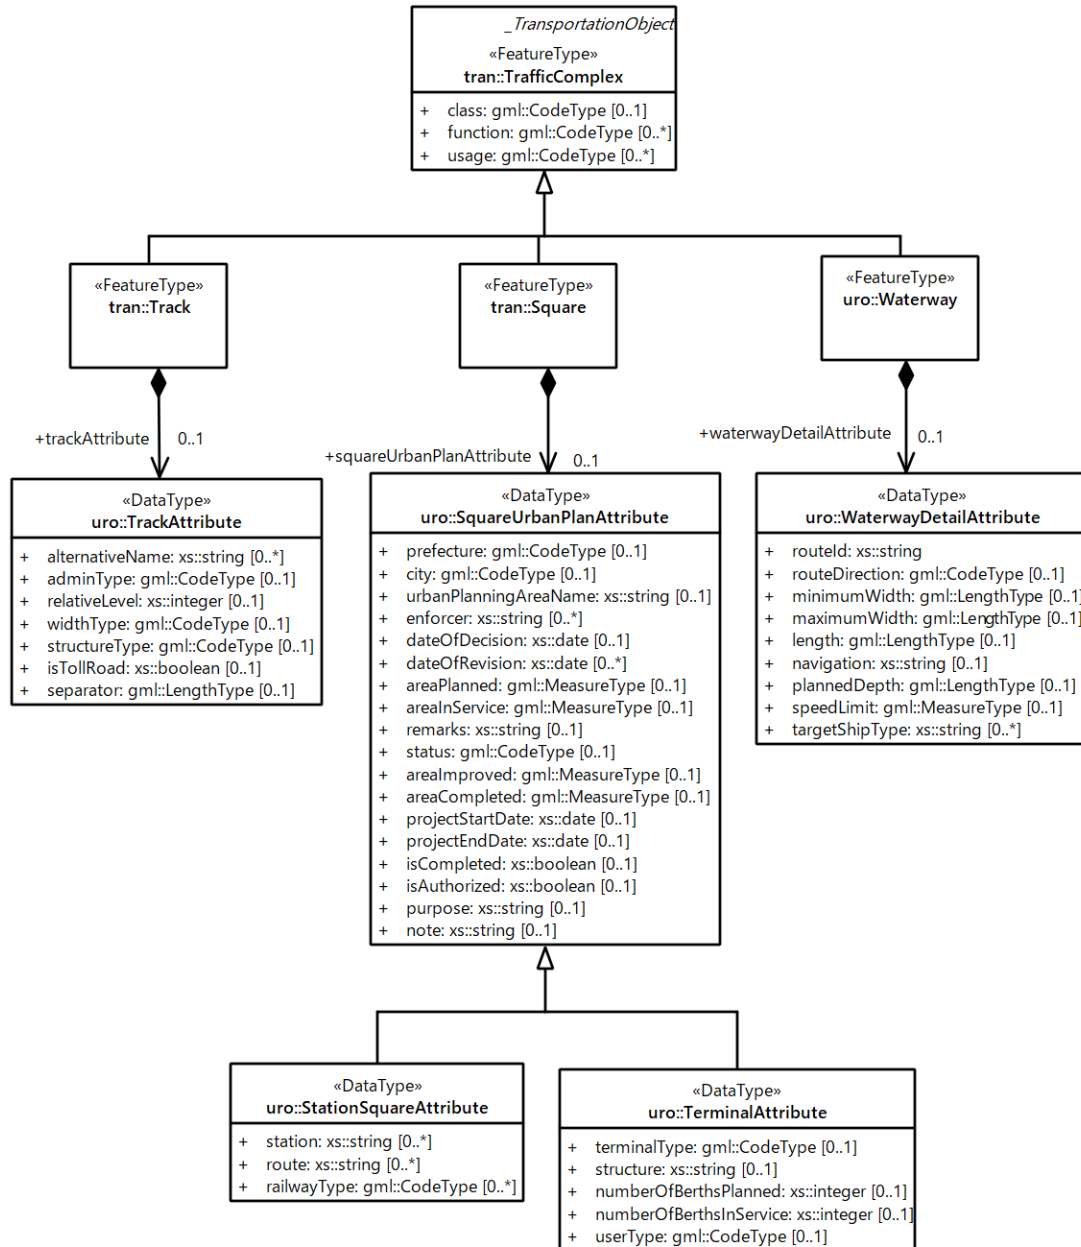 _TransportationObject
«FeatureType»
tran::TrafficComplex
+ class: gml::CodeType [0..1]
+ function: gml::CodeType [0..*]
+ usage: gml::CodeType [0..*]
«FeatureType»
tran::Track
«FeatureType»
tran::Square
«FeatureType»
uro::Waterway
+trackAttribute 0..1
+squareUrbanPlanAttribute 0..1
+waterwayDetailAttribute 0..1
«DataType»
uro::TrackAttribute
+ alternativeName: xs::string [0..*]
+ adminType: gml::CodeType [0..1]
+ relativeLevel: xs::integer [0..1]
+ widthType: gml::CodeType [0..1]
+ structureType: gml::CodeType [0..1]
+ isTollRoad: xs::boolean [0..1]
+ separator: gml::LengthType [0..1]
«DataType»
uro::SquareUrbanPlanAttribute
+ prefecture: gml::CodeType [0..1]
+ city: gml::CodeType [0..1]
+ urbanPlanningAreaName: xs::string [0..1]
+ enforcer: xs::string [0..*]
+ dateOfDecision: xs::date [0..1]
+ dateOfRevision: xs::date [0..*]
+ areaPlanned: gml::MeasureType [0..1]
+ areaInService: gml::MeasureType [0..1]
+ remarks: xs::string [0..1]
+ status: gml::CodeType [0..1]
+ areaImproved: gml::MeasureType [0..1]
+ areaCompleted: gml::MeasureType [0..1]
+ projectStartDate: xs::date [0..1]
+ projectEndDate: xs::date [0..1]
+ isCompleted: xs::boolean [0..1]
+ isAuthorized: xs::boolean [0..1]
+ purpose: xs::string [0..1]
+ note: xs::string [0..1]
«DataType»
uro::WaterwayDetailAttribute
+ routeId: xs::string
+ routeDirection: gml::CodeType [0..1]
+ minimumWidth: gml::LengthType [0..1]
+ maximumWidth: gml::LengthType [0..1]
+ length: gml::LengthType [0..1]
+ navigation: xs::string [0..1]
+ plannedDepth: gml::LengthType [0..1]
+ speedLimit: gml::MeasureType [0..1]
+ targetShipType: xs::string [0..*]
«DataType»
uro::StationSquareAttribute
+ station: xs::string [0..*]
+ route: xs::string [0..*]
+ railwayType: gml::CodeType [0..*]
«DataType»
uro::TerminalAttribute
+ terminalType: gml::CodeType [0..1]
+ structure: xs::string [0..1]
+ numberOfBerthsPlanned: xs::integer [0..1]
+ numberOfBerthsInService: xs::integer [0..1]
+ userType: gml::CodeType [0..1]